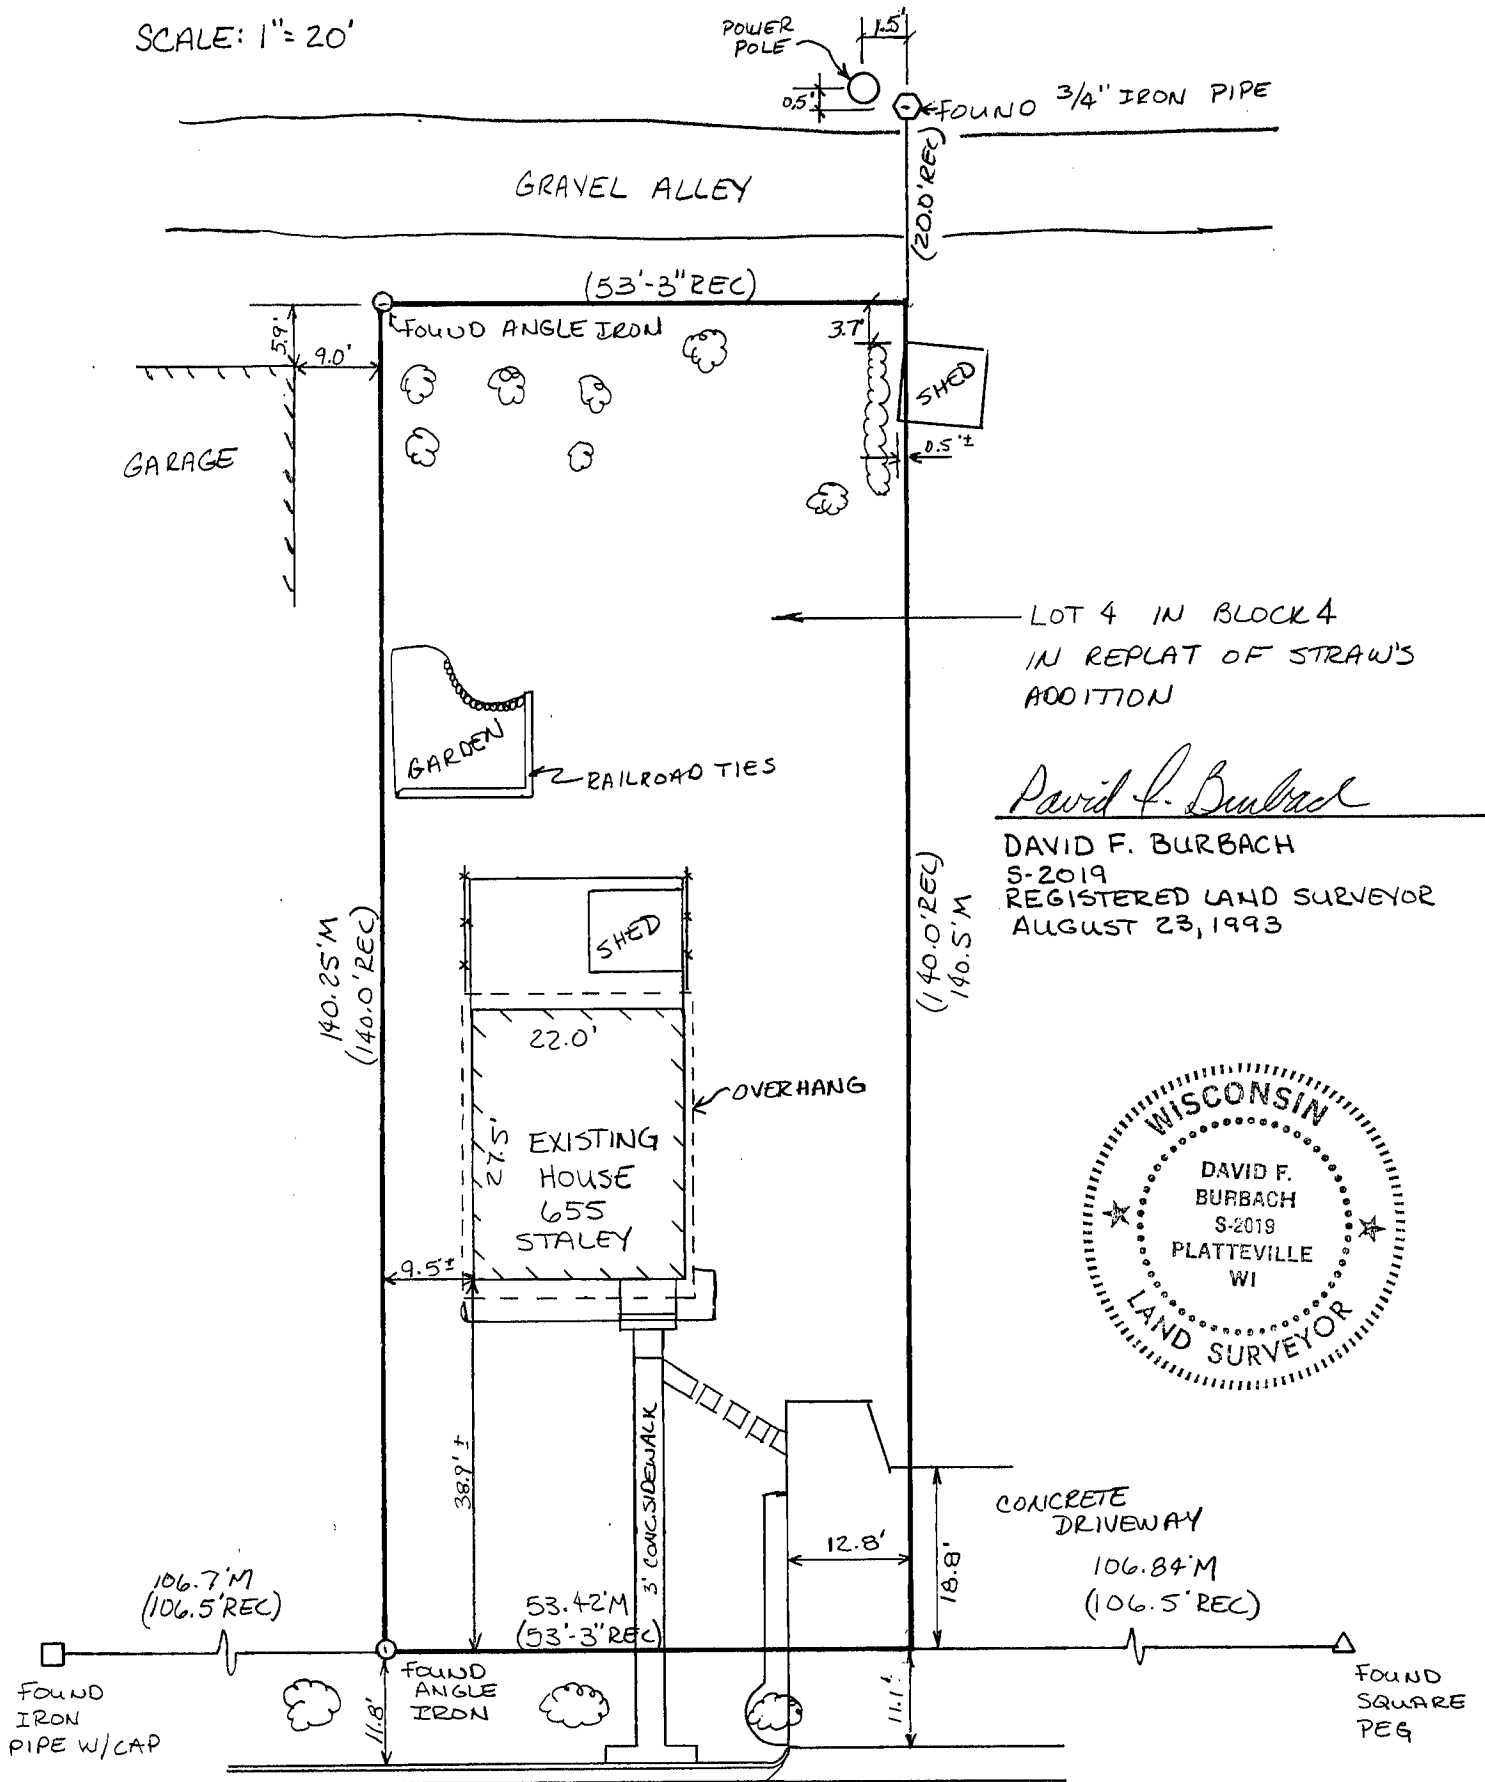 SCALE: 1"= 20'
POWER
POLE
1.5'
0.5'
FOUND 3/4" IRON PIPE
GRAVEL ALLEY
(20.0'REC)
(53'-3"REC)
FOUND ANGLE IRON
5.9'
9.0'
3.7'
SHED
0.5'±
GARAGE
LOT 4 IN BLOCK 4
IN REPLAT OF STRAW'S
ADDITION
GARDEN
RAILROAD TIES
David F. Burbach
DAVID F. BURBACH
S-2019
REGISTERED LAND SURVEYOR
AUGUST 23, 1993
140.25'M
(140.0'REC)
SHED
(140.0'REC)
140.5'M
22.0'
OVERHANG
27.5'
EXISTING
HOUSE
655
STALEY
9.5±
WISCONSIN
DAVID F.
BURBACH
S-2019
PLATTEVILLE
WI
LAND SURVEYOR
38.9'±
3' CONC. SIDEWALK
CONCRETE
DRIVEWAY
12.8'
18.8'
106.7'M
(106.5'REC)
53.42'M
(53'-3"REC)
106.84'M
(106.5'REC)
FOUND
IRON
PIPE W/CAP
11.8'
FOUND
ANGLE
IRON
11.1'
FOUND
SQUARE
PEG